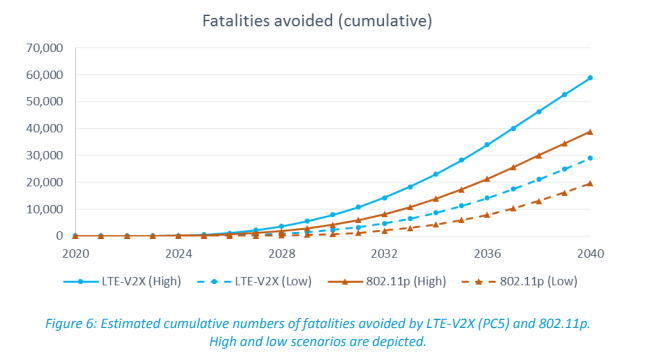 Fatalities avoided (cumulative)
70,000
60,000
50,000
40,000
30,000
20,000
10,000
0
2020 2024 2028 2032 2036 2040
LTE-V2X (High) LTE-V2X (Low) 802.11p (High) 802.11p (Low)
Figure 6: Estimated cumulative numbers of fatalities avoided by LTE-V2X (PC5) and 802.11p.
High and low scenarios are depicted.